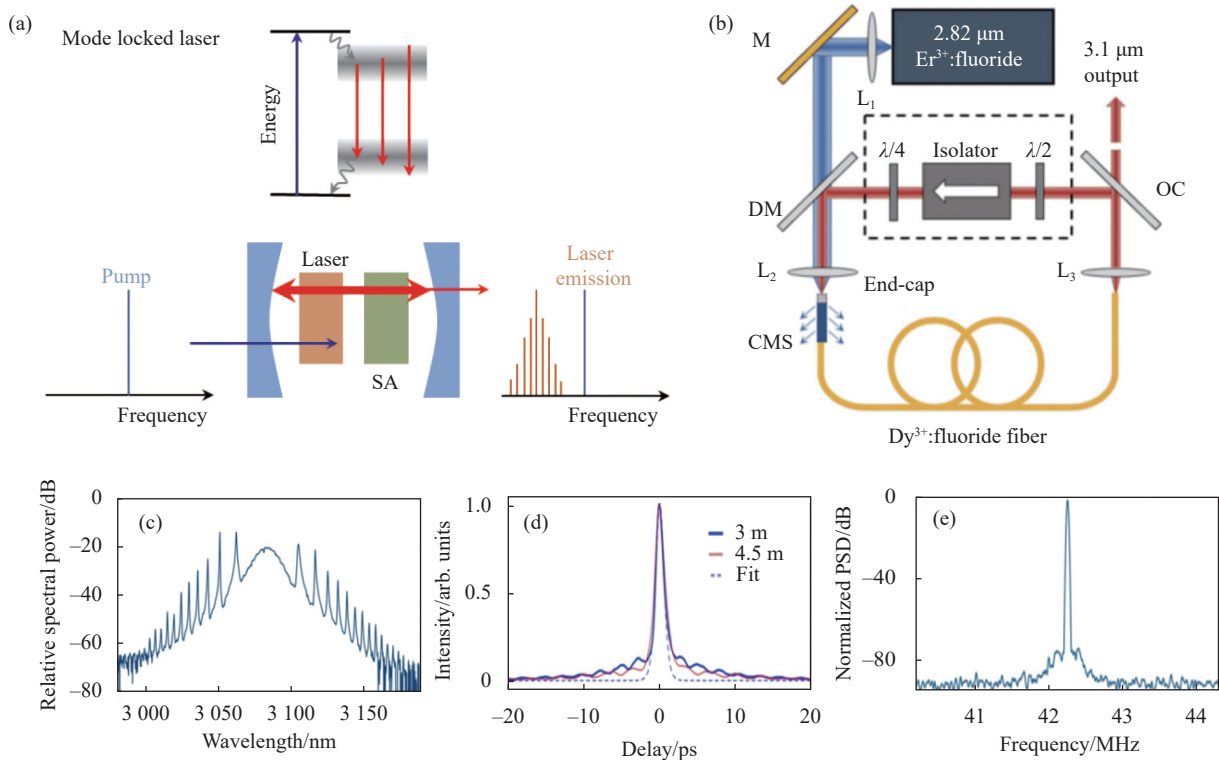 (a)
Mode locked laser
Energy
Pump
Laser
SA
Laser
emission
Frequency
Frequency
(b)
M
2.82 μm
Er³⁺:fluoride
L₁
3.1 μm
output
λ/4
Isolator
λ/2
DM
OC
L₂
End-cap
L₃
CMS
Dy³⁺:fluoride fiber
(c)
Relative spectral power/dB
0
−20
−40
−60
−80
3 000
3 050
3 100
3 150
Wavelength/nm
(d)
Intensity/arb. units
1.0
0.5
0
3 m
4.5 m
Fit
−20
−10
0
10
20
Delay/ps
(e)
Normalized PSD/dB
0
−40
−80
41
42
43
44
Frequency/MHz